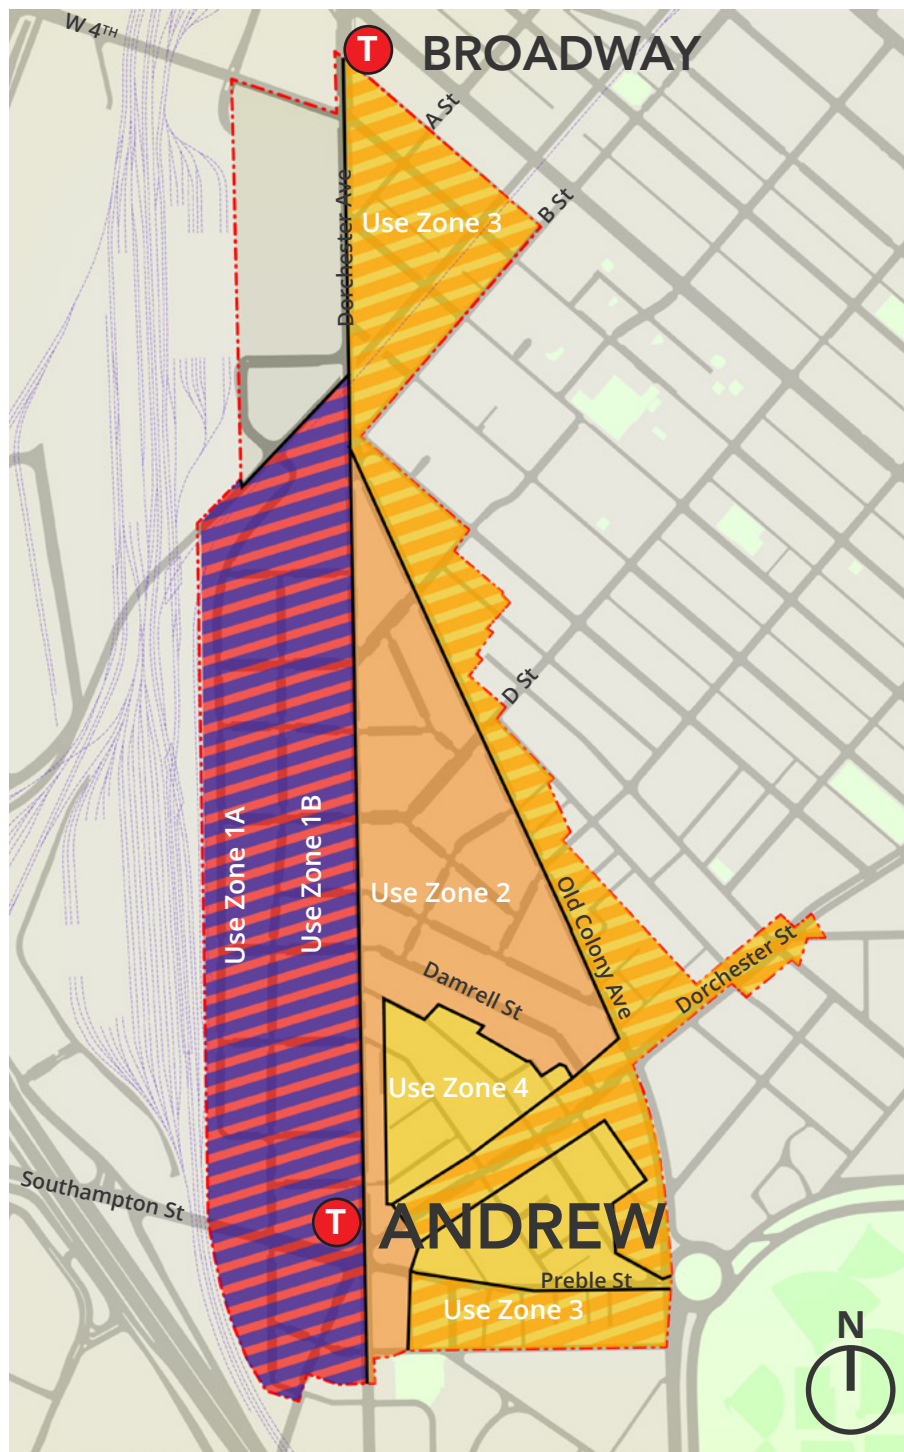 W 4TH
T BROADWAY
A St
B St
Dorchester Ave
Use Zone 3
D St
Use Zone 1A
Use Zone 1B
Use Zone 2
Old Colony Ave
Dorchester St
Damrell St
Use Zone 4
Southampton St
T ANDREW
Preble St
Use Zone 3
N